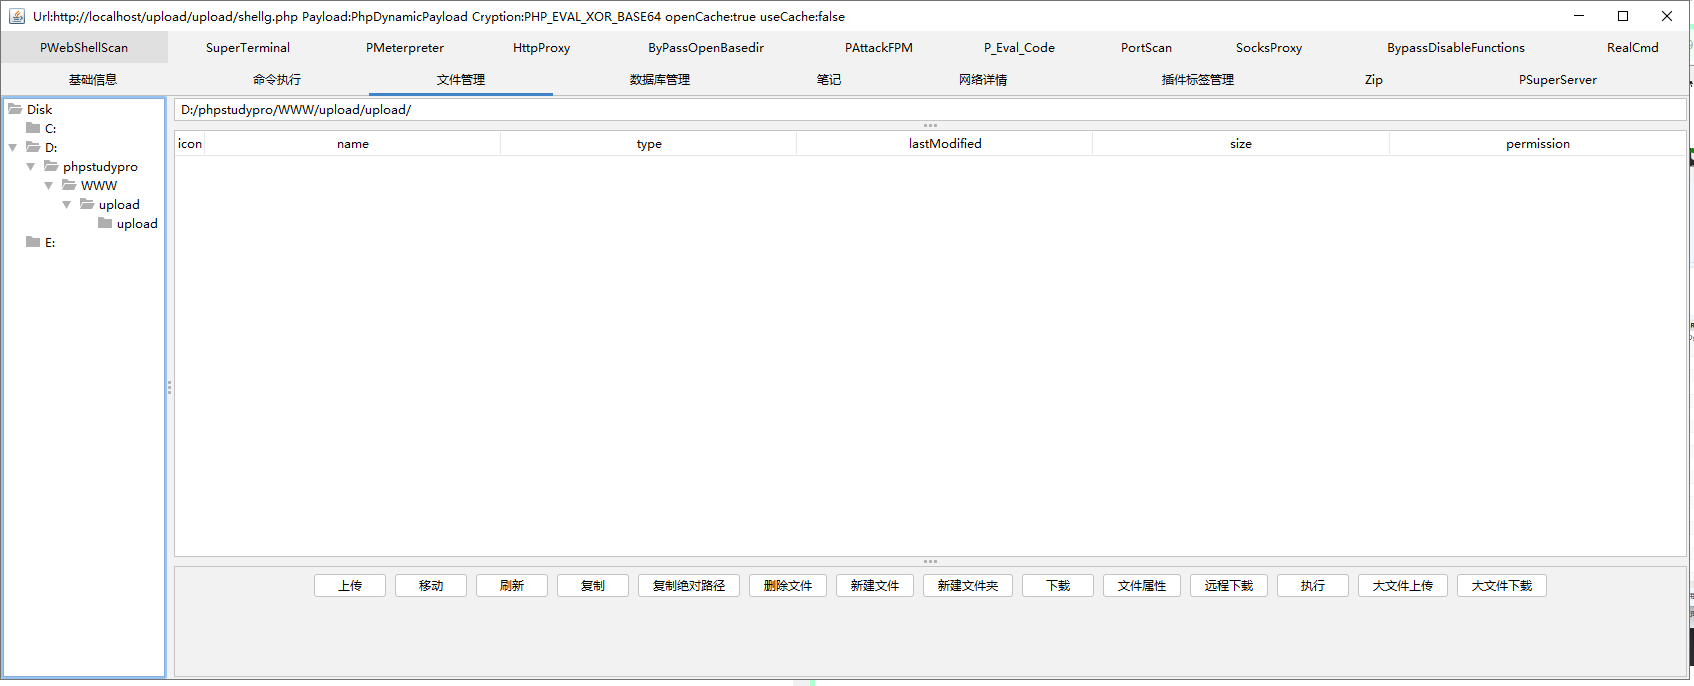 Url:http://localhost/upload/upload/shellg.php Payload:PhpDynamicPayload Cryption:PHP_EVAL_XOR_BASE64 openCache:true useCache:false
PWebShellScan SuperTerminal PMeterpreter HttpProxy ByPassOpenBasedir PAttackFPM P_Eval_Code PortScan SocksProxy BypassDisableFunctions RealCmd
基础信息 命令执行 文件管理 数据库管理 笔记 网络详情 插件标签管理 Zip PSuperServer
Disk
C:
D:
phpstudypro
WWW
upload
upload
E:
D:/phpstudypro/WWW/upload/upload/
icon name type lastModified size permission
上传 移动 刷新 复制 复制绝对路径 删除文件 新建文件 新建文件夹 下载 文件属性 远程下载 执行 大文件上传 大文件下载